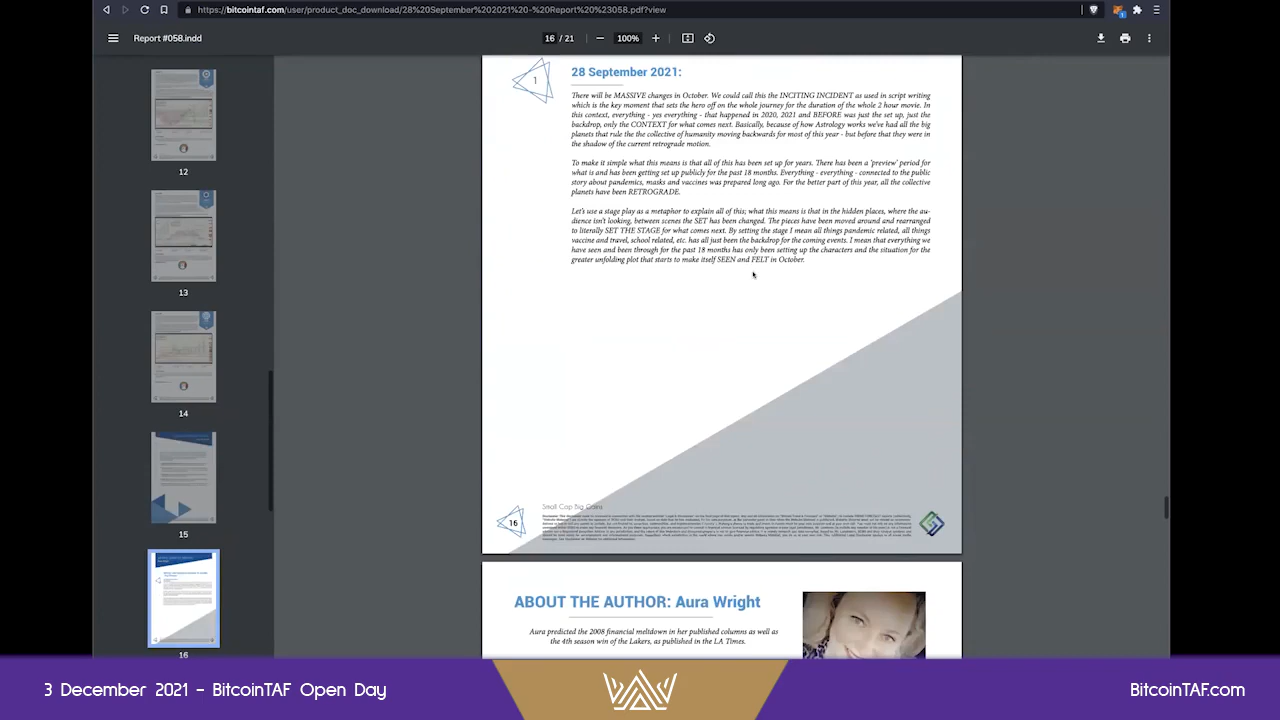 https://bitcointaf.com/user/product_doc_download/28%20September%202021%20-%20Report%20%23058.pdf?view
Report #058.indd
16 / 21
100%
12
13
14
15
16
1
28 September 2021:
There will be MASSIVE changes in October. We could call this the INCITING INCIDENT as used in script writing
which is the key moment that sets the hero off on the whole journey for the duration of the whole 2 hour movie. In
this context, everything - yes everything - that happened in 2020, 2021 and BEFORE was just the set up, just the
backdrop, only the CONTEXT for what comes next. Basically, because of how Astrology works we've had all the big
planets that rule the the collective of humanity moving backwards for most of this year - but before that they were in
the shadow of the current retrograde motion.
To make it simple what this means is that all of this has been set up for years. There has been a 'preview' period for
what is and has been getting set up publicly for the past 18 months. Everything - everything - connected to the public
story about pandemics, masks and vaccines was prepared long ago. For the better part of this year, all the collective
planets have been RETROGRADE.
Let's use a stage play as a metaphor to explain all of this; what this means is that in the hidden places, where the au-
dience isn't looking, between scenes the SET has been changed. The pieces have been moved around and rearranged
to literally SET THE STAGE for what comes next. By setting the stage I mean all things pandemic related, all things
vaccine and travel, school related, etc. has all just been the backdrop for the coming events. I mean that everything we
have seen and been through for the past 18 months has only been setting up the characters and the situation for the
greater unfolding plot that starts to make itself SEEN and FELT in October.
Small Cap Big Coins
16
ABOUT THE AUTHOR: Aura Wright
Aura predicted the 2008 financial meltdown in her published columns as well as
the 4th season win of the Lakers, as published in the LA Times.
3 December 2021 - BitcoinTAF Open Day
BitcoinTAF.com